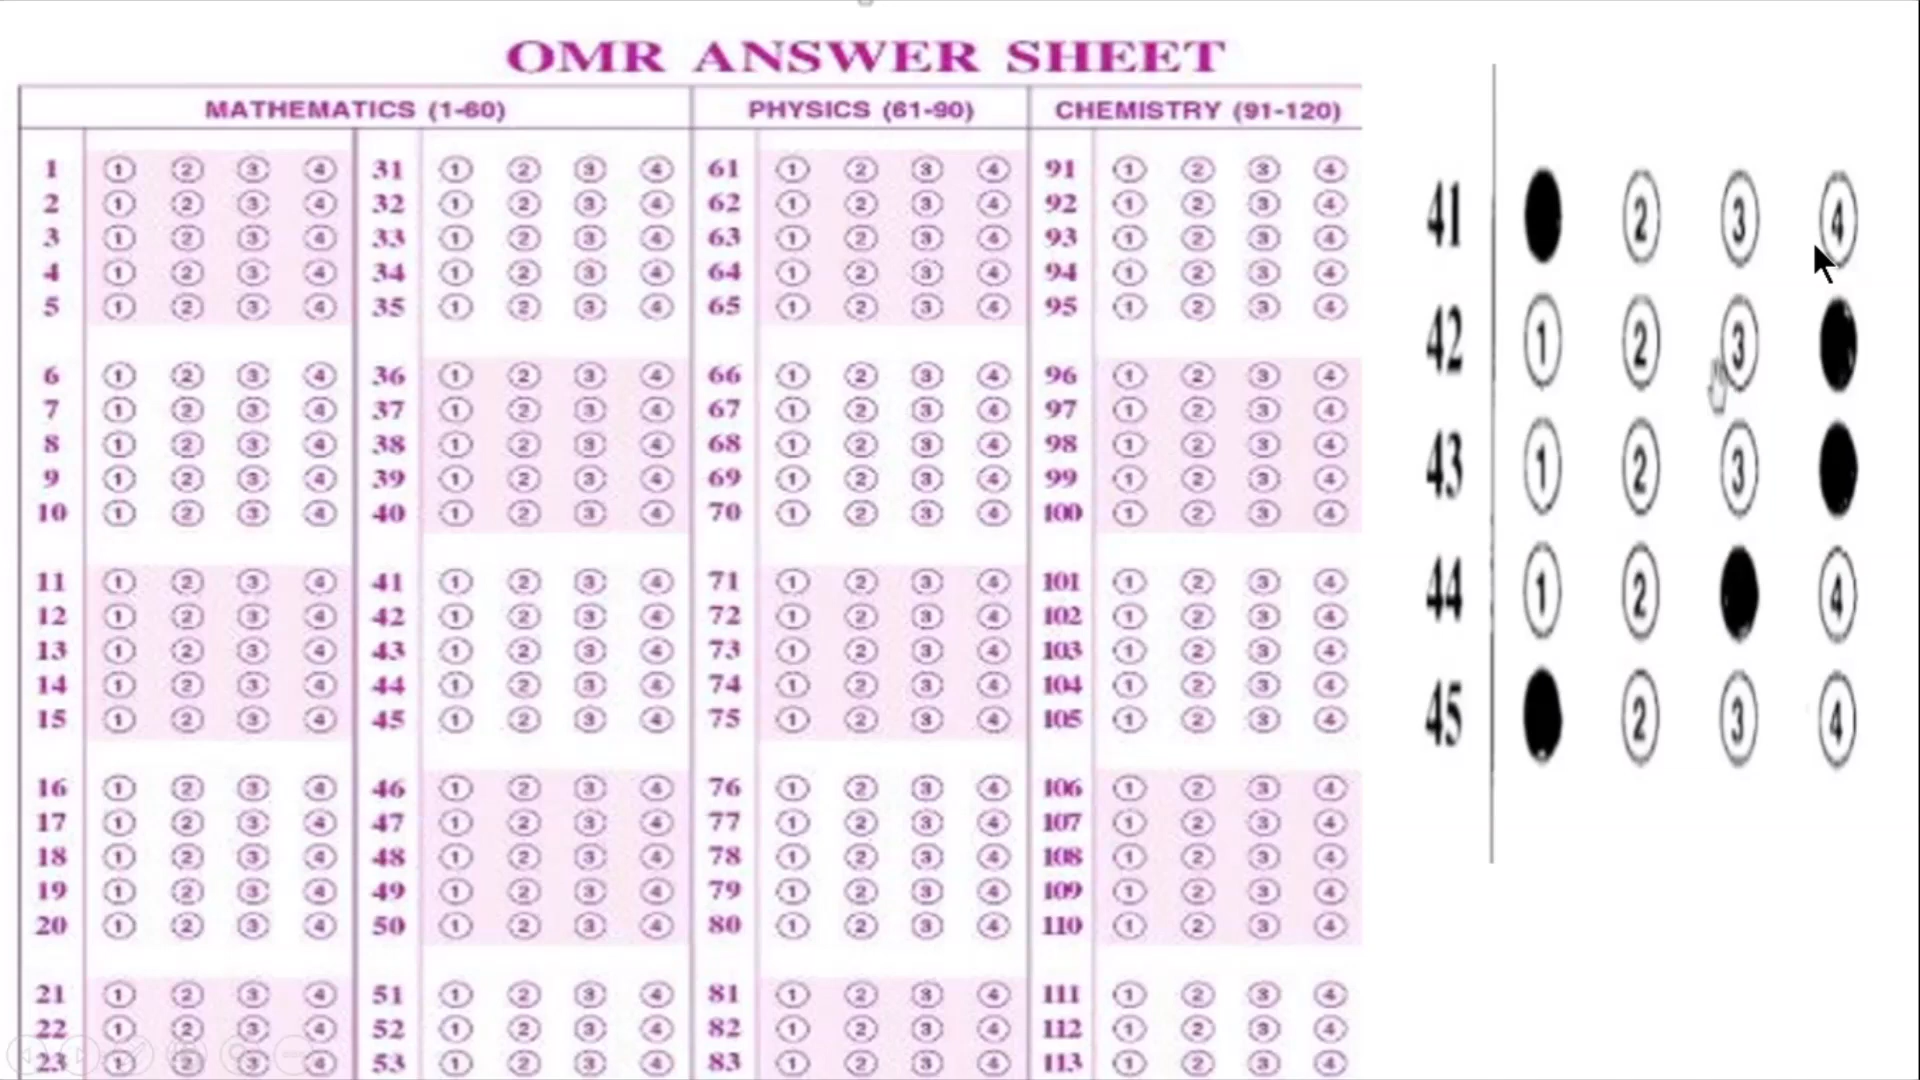 OMR ANSWER SHEET
MATHEMATICS (1-60) PHYSICS (61-90) CHEMISTRY (91-120)
1 1 2 3 4 31 1 2 3 4 61 1 2 3 4 91 1 2 3 4
2 1 2 3 4 32 1 2 3 4 62 1 2 3 4 92 1 2 3 4
3 1 2 3 4 33 1 2 3 4 63 1 2 3 4 93 1 2 3 4
4 1 2 3 4 34 1 2 3 4 64 1 2 3 4 94 1 2 3 4
5 1 2 3 4 35 1 2 3 4 65 1 2 3 4 95 1 2 3 4
6 1 2 3 4 36 1 2 3 4 66 1 2 3 4 96 1 2 3 4
7 1 2 3 4 37 1 2 3 4 67 1 2 3 4 97 1 2 3 4
8 1 2 3 4 38 1 2 3 4 68 1 2 3 4 98 1 2 3 4
9 1 2 3 4 39 1 2 3 4 69 1 2 3 4 99 1 2 3 4
10 1 2 3 4 40 1 2 3 4 70 1 2 3 4 100 1 2 3 4
11 1 2 3 4 41 1 2 3 4 71 1 2 3 4 101 1 2 3 4
12 1 2 3 4 42 1 2 3 4 72 1 2 3 4 102 1 2 3 4
13 1 2 3 4 43 1 2 3 4 73 1 2 3 4 103 1 2 3 4
14 1 2 3 4 44 1 2 3 4 74 1 2 3 4 104 1 2 3 4
15 1 2 3 4 45 1 2 3 4 75 1 2 3 4 105 1 2 3 4
16 1 2 3 4 46 1 2 3 4 76 1 2 3 4 106 1 2 3 4
17 1 2 3 4 47 1 2 3 4 77 1 2 3 4 107 1 2 3 4
18 1 2 3 4 48 1 2 3 4 78 1 2 3 4 108 1 2 3 4
19 1 2 3 4 49 1 2 3 4 79 1 2 3 4 109 1 2 3 4
20 1 2 3 4 50 1 2 3 4 80 1 2 3 4 110 1 2 3 4
21 1 2 3 4 51 1 2 3 4 81 1 2 3 4 111 1 2 3 4
22 1 2 3 4 52 1 2 3 4 82 1 2 3 4 112 1 2 3 4
23 1 2 3 4 53 1 2 3 4 83 1 2 3 4 113 1 2 3 4
41 2 3 4
42 1 2 3
43 1 2 3
44 1 2 4
45 2 3 4